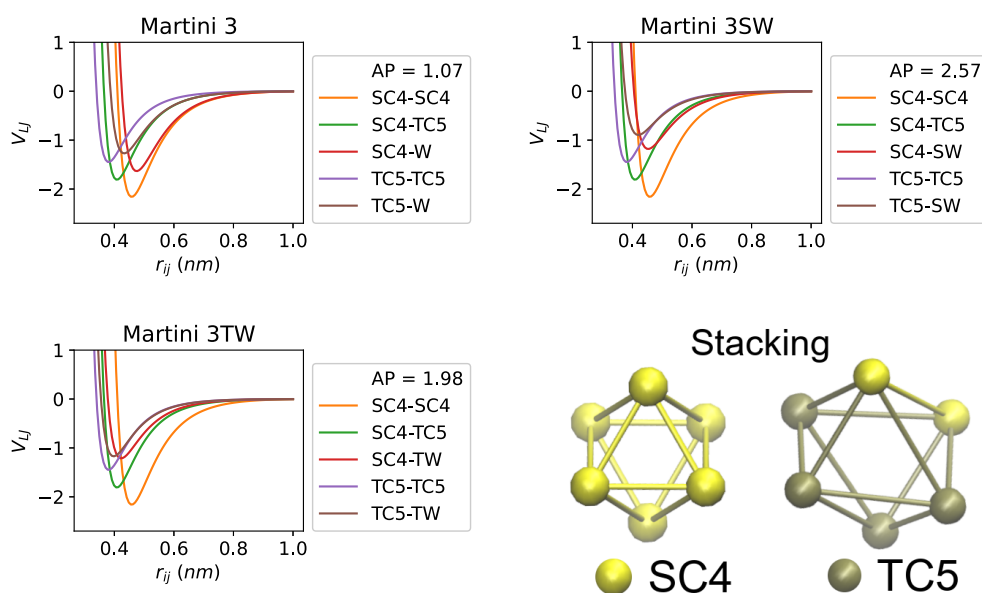 Martini 3
1
0
−1
−2
V_LJ
0.4 0.6 0.8 1.0
r_ij (nm)
AP = 1.07
SC4-SC4
SC4-TC5
SC4-W
TC5-TC5
TC5-W
Martini 3SW
1
0
−1
−2
V_LJ
0.4 0.6 0.8 1.0
r_ij (nm)
AP = 2.57
SC4-SC4
SC4-TC5
SC4-SW
TC5-TC5
TC5-SW
Martini 3TW
1
0
−1
−2
V_LJ
0.4 0.6 0.8 1.0
r_ij (nm)
AP = 1.98
SC4-SC4
SC4-TC5
SC4-TW
TC5-TC5
TC5-TW
Stacking
SC4 TC5